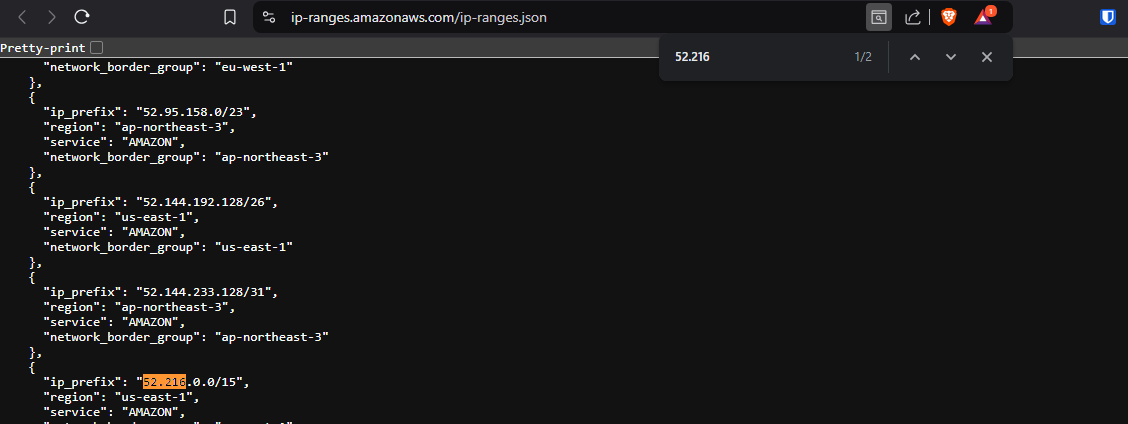 ip-ranges.amazonaws.com/ip-ranges.json
1
Pretty-print
52.216
1/2
"network_border_group": "eu-west-1"
},
{
"ip_prefix": "52.95.158.0/23",
"region": "ap-northeast-3",
"service": "AMAZON",
"network_border_group": "ap-northeast-3"
},
{
"ip_prefix": "52.144.192.128/26",
"region": "us-east-1",
"service": "AMAZON",
"network_border_group": "us-east-1"
},
{
"ip_prefix": "52.144.233.128/31",
"region": "ap-northeast-3",
"service": "AMAZON",
"network_border_group": "ap-northeast-3"
},
{
"ip_prefix": "52.216.0.0/15",
"region": "us-east-1",
"service": "AMAZON",